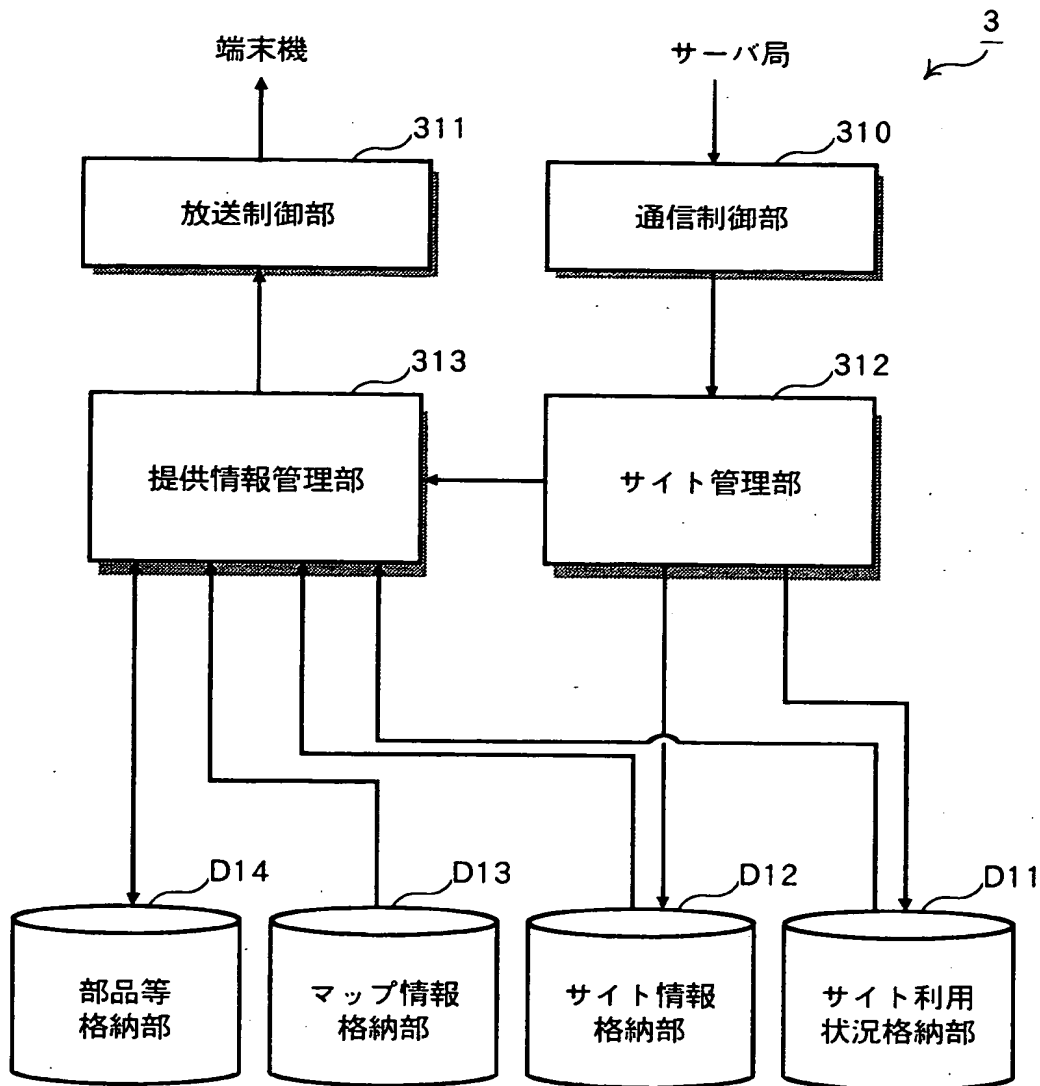 3
端末機
サーバ局
311
310
放送制御部
通信制御部
313
312
提供情報管理部
サイト管理部
D14
D13
D12
D11
部品等
格納部
マップ情報
格納部
サイト情報
格納部
サイト利用
状況格納部